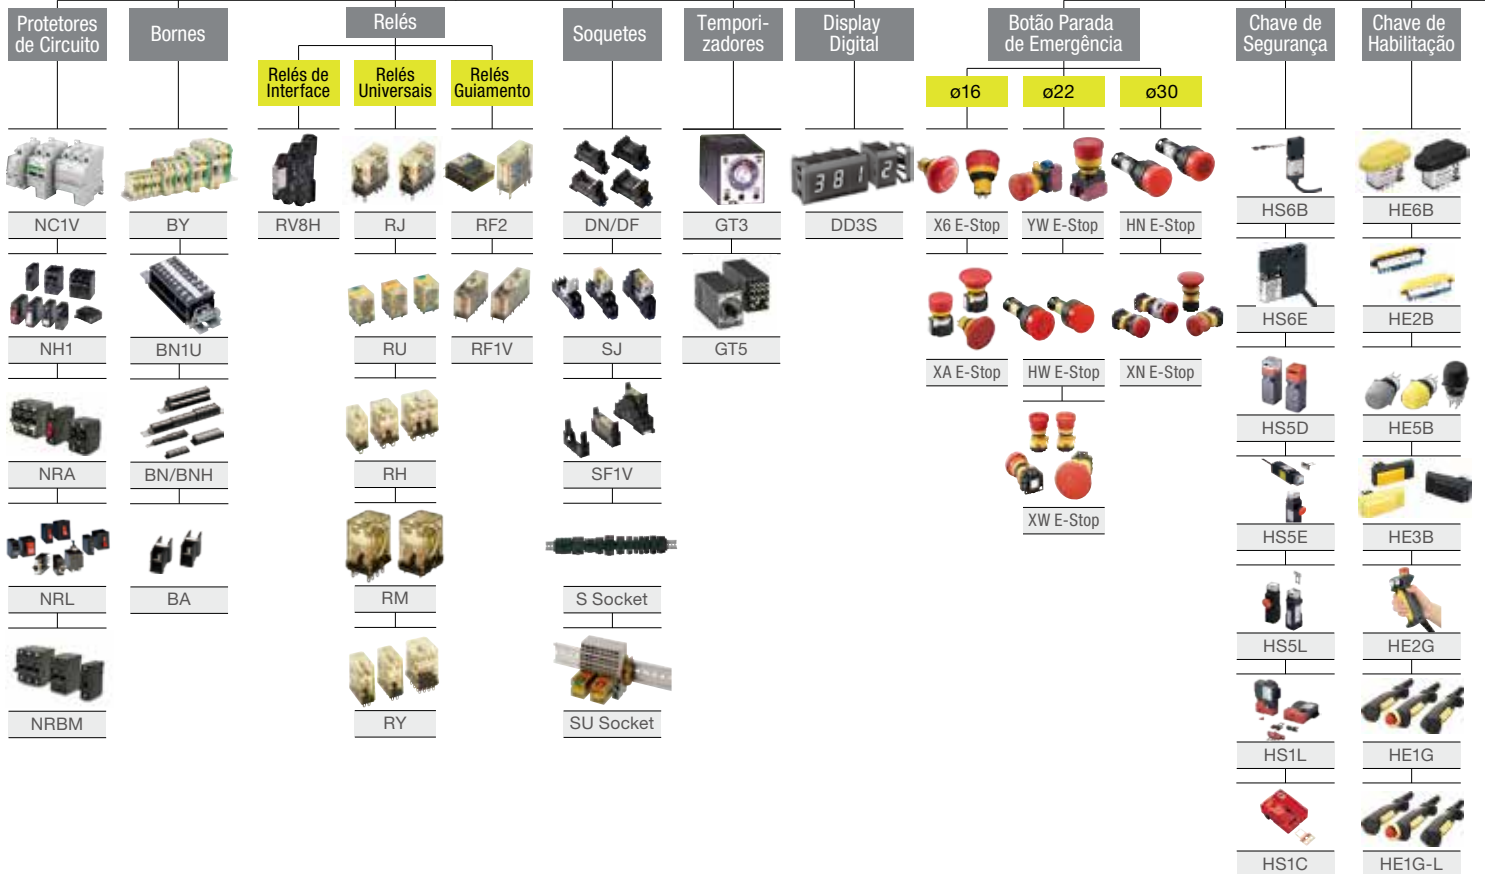 Protetores
de Circuito
NC1V
NH1
NRA
NRL
NRBM
Bornes
BY
BN1U
BN/BNH
BA
Relés
Relés de
Interface
RV8H
Relés
Universais
RJ
RU
RH
RM
RY
Relés
Guiamento
RF2
RF1V
Soquetes
DN/DF
SJ
SF1V
S Socket
SU Socket
Tempori-
zadores
GT3
GT5
Display
Digital
3 8 1 2
DD3S
Botão Parada
de Emergência
ø16
X6 E-Stop
XA E-Stop
ø22
YW E-Stop
HW E-Stop
XW E-Stop
ø30
HN E-Stop
XN E-Stop
Chave de
Segurança
HS6B
HS6E
HS5D
HS5E
HS5L
HS1L
HS1C
Chave de
Habilitação
HE6B
HE2B
HE5B
HE3B
HE2G
HE1G
HE1G-L